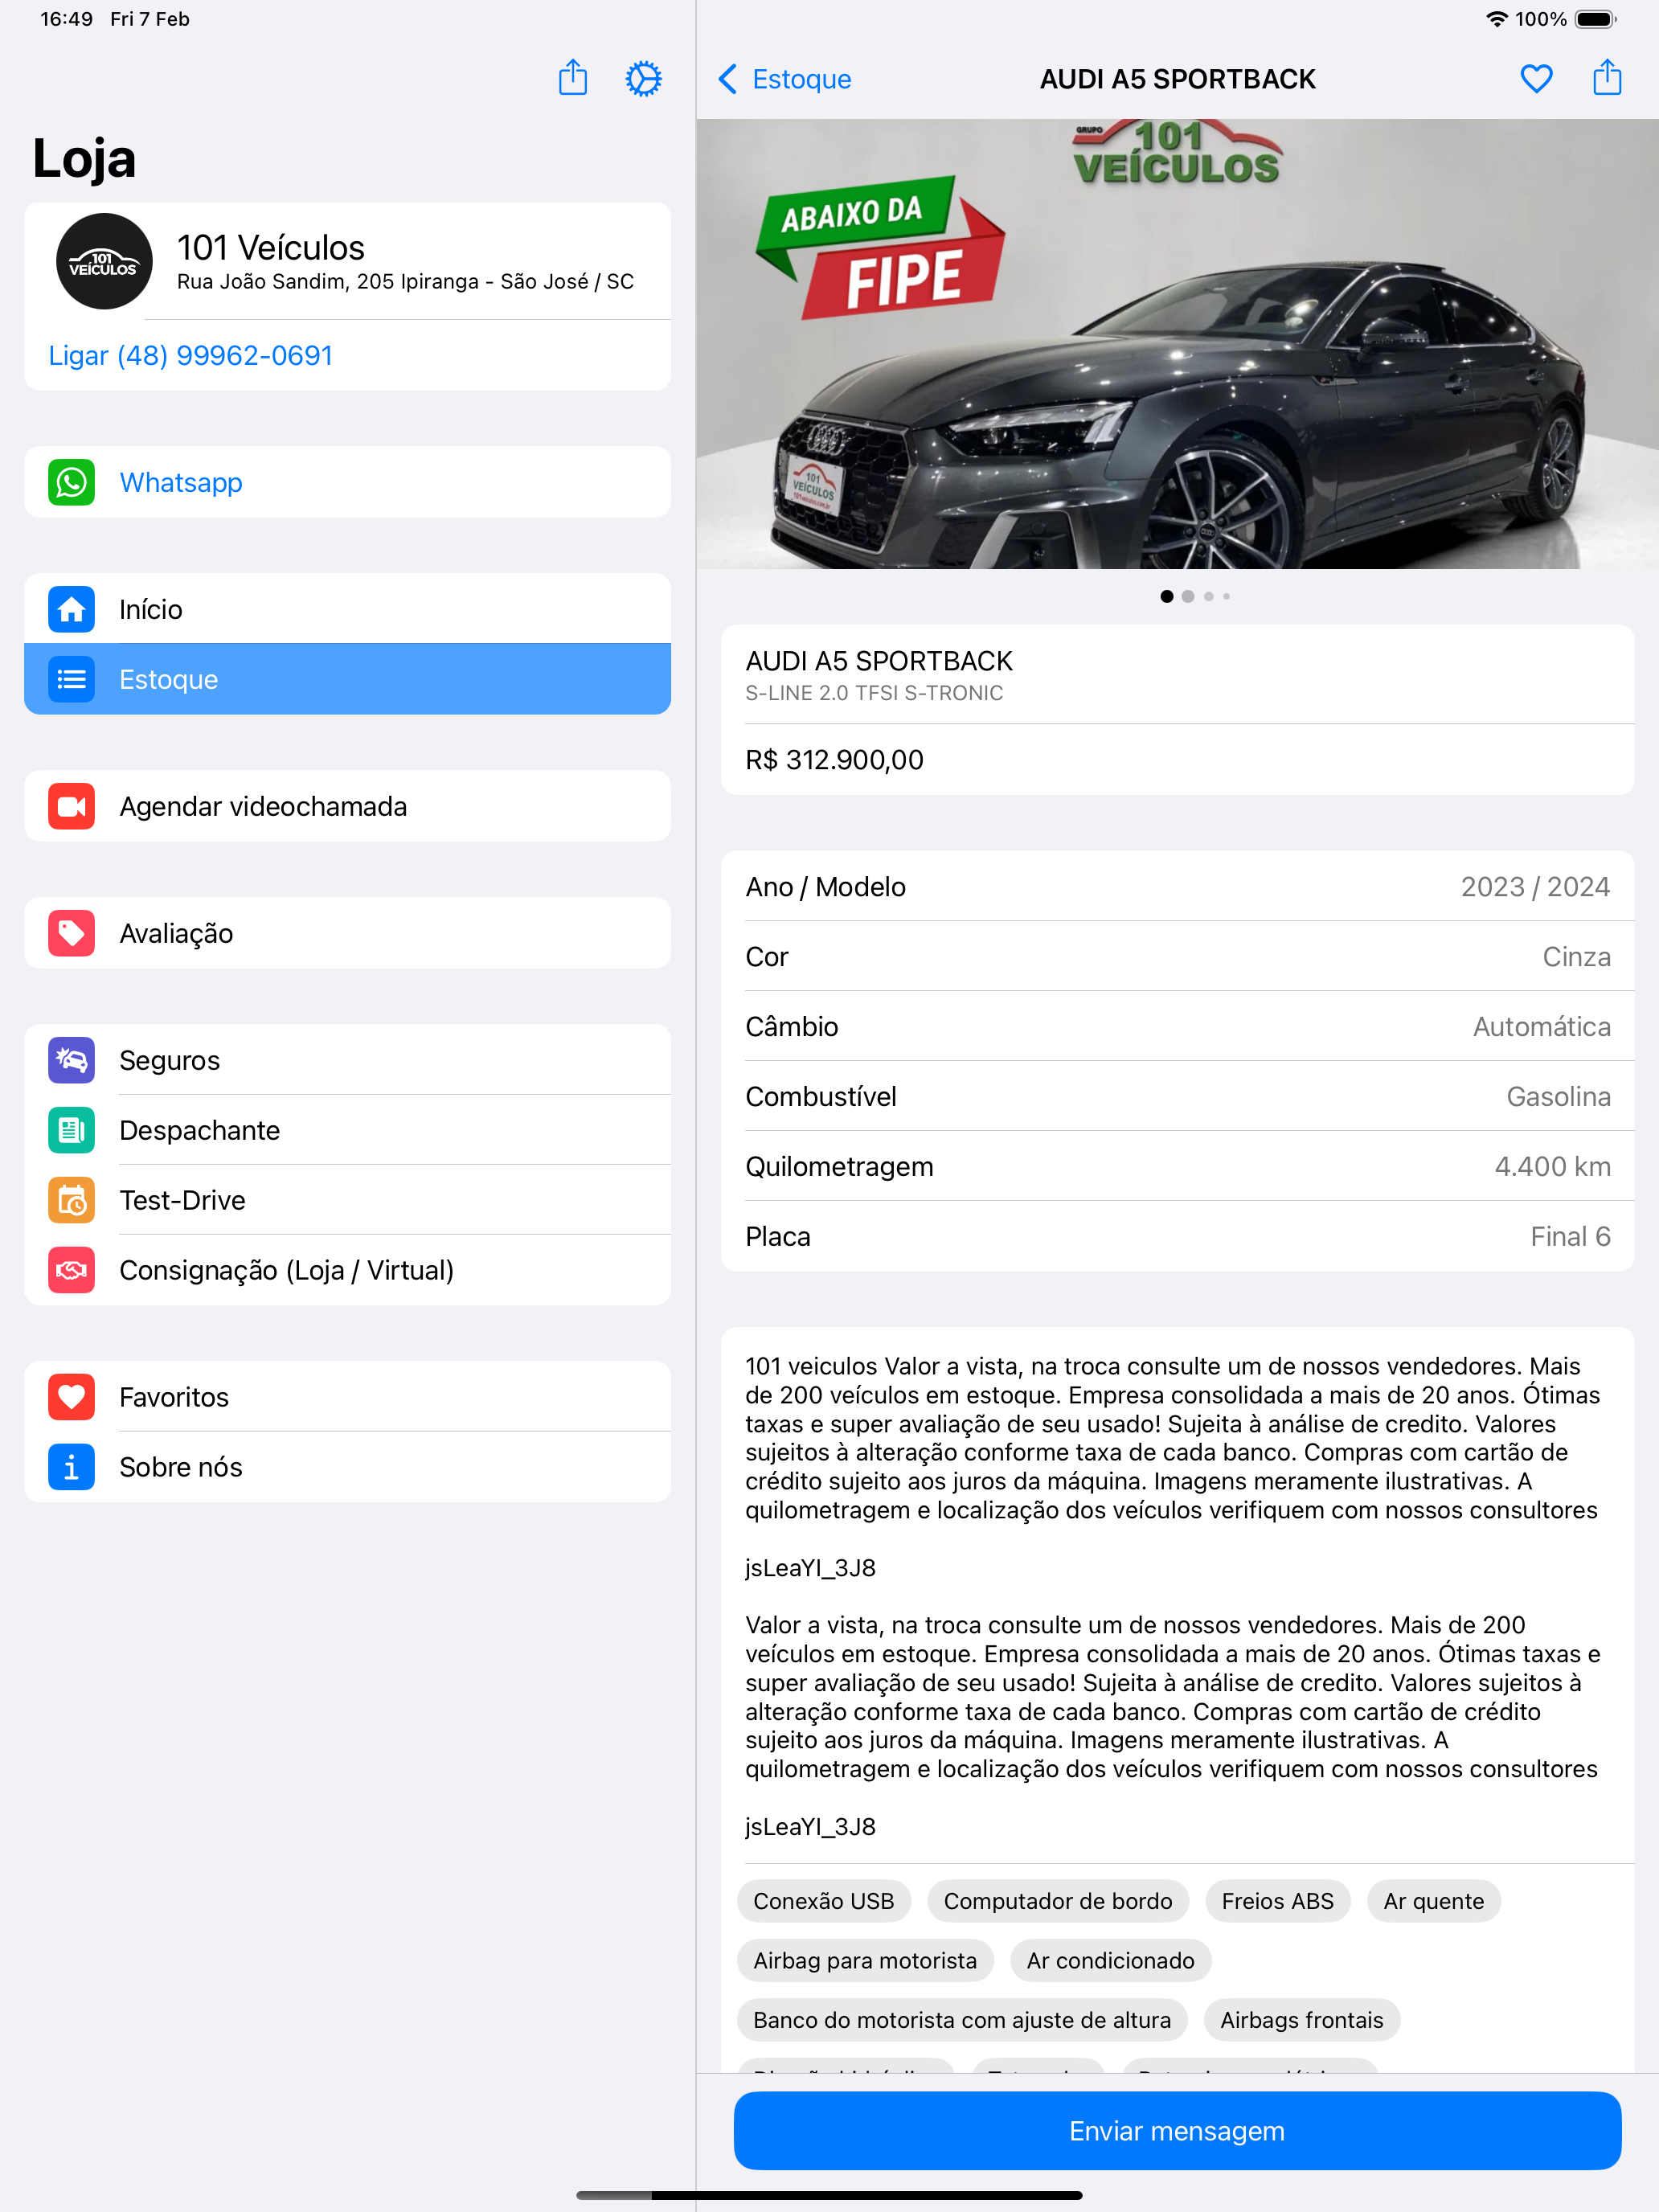 16:49 Fri 7 Feb
100%
Loja
101
VEÍCULOS
101 Veículos
Rua João Sandim, 205 Ipiranga - São José / SC
Ligar (48) 99962-0691
Whatsapp
Início
Estoque
Agendar videochamada
Avaliação
Seguros
Despachante
Test-Drive
Consignação (Loja / Virtual)
Favoritos
Sobre nós
Estoque
AUDI A5 SPORTBACK
GRUPO
101
VEÍCULOS
ABAIXO DA
FIPE
101
VEÍCULOS
AUDI A5 SPORTBACK
S-LINE 2.0 TFSI S-TRONIC
R$ 312.900,00
Ano / Modelo 2023 / 2024
Cor Cinza
Câmbio Automática
Combustível Gasolina
Quilometragem 4.400 km
Placa Final 6
101 veiculos Valor a vista, na troca consulte um de nossos vendedores. Mais
de 200 veículos em estoque. Empresa consolidada a mais de 20 anos. Ótimas
taxas e super avaliação de seu usado! Sujeita à análise de credito. Valores
sujeitos à alteração conforme taxa de cada banco. Compras com cartão de
crédito sujeito aos juros da máquina. Imagens meramente ilustrativas. A
quilometragem e localização dos veículos verifiquem com nossos consultores
jsLeaYI_3J8
Valor a vista, na troca consulte um de nossos vendedores. Mais de 200
veículos em estoque. Empresa consolidada a mais de 20 anos. Ótimas taxas e
super avaliação de seu usado! Sujeita à análise de credito. Valores sujeitos à
alteração conforme taxa de cada banco. Compras com cartão de crédito
sujeito aos juros da máquina. Imagens meramente ilustrativas. A
quilometragem e localização dos veículos verifiquem com nossos consultores
jsLeaYI_3J8
Conexão USB Computador de bordo Freios ABS Ar quente
Airbag para motorista Ar condicionado
Banco do motorista com ajuste de altura Airbags frontais
Enviar mensagem